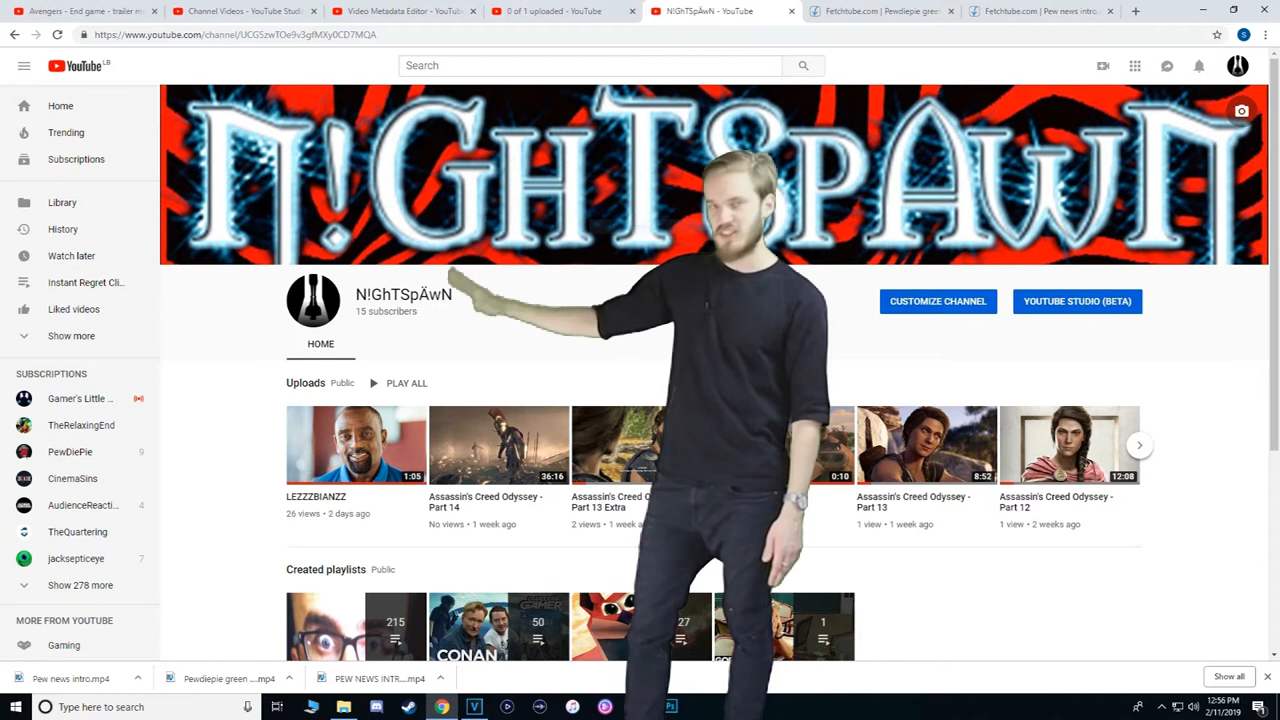 Avengers - End game - trailer m
Channel Videos - YouTube Studi
Video Metadata Editor - YouTub
0 of 1 uploaded - YouTube
N!GhTSpÄwN - YouTube
Fetchtube.com | Pewdiepie gree
Fetchtube.com | Pew news intro.
https://www.youtube.com/channel/UCG5zwTOe9v3gfMXy0CD7MQA
S
YouTube LB
Search
N!GHTSPAWN
Home
Trending
Subscriptions
Library
History
Watch later
Instant Regret Cli...
Liked videos
Show more
SUBSCRIPTIONS
Gamer's Little ...
TheRelaxingEnd
PewDiePie 9
CinemaSins
AudienceReacti... 4
TheQuartering
jacksepticeye 7
Show 278 more
MORE FROM YOUTUBE
Gaming
N!GhTSpÄwN
15 subscribers
CUSTOMIZE CHANNEL
YOUTUBE STUDIO (BETA)
HOME
Uploads Public PLAY ALL
1:05
LEZZZBIANZZ
26 views • 2 days ago
36:16
Assassin's Creed Odyssey -
Part 14
No views • 1 week ago
Assassin's Creed O
Part 13 Extra
2 views • 1 week a
0:10
8:52
Assassin's Creed Odyssey -
Part 13
1 view • 1 week ago
12:08
Assassin's Creed Odyssey -
Part 12
1 view • 2 weeks ago
Created playlists Public
215
50
CONAN
27
1
Pew news intro.mp4
Pewdiepie green ....mp4
PEW NEWS INTR....mp4
Show all
Type here to search
Ps
12:56 PM
2/11/2019